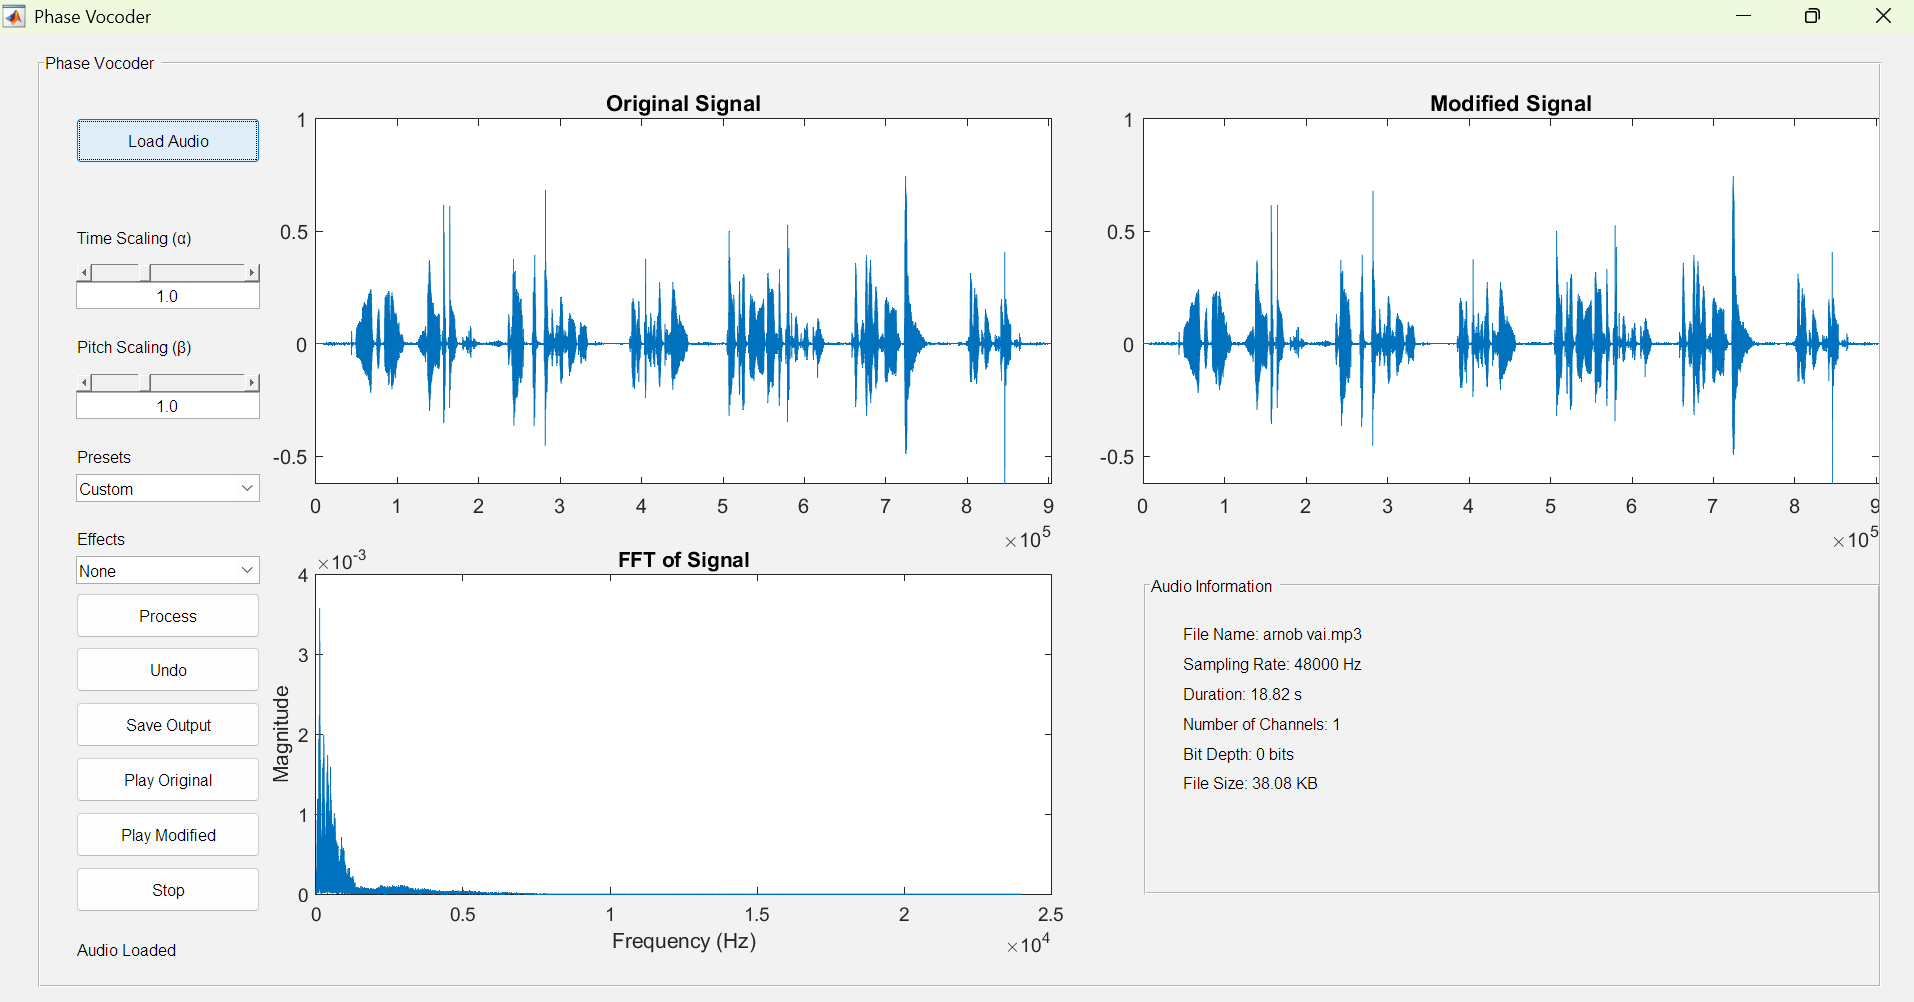 Phase Vocoder
Phase Vocoder
Load Audio
Time Scaling (α)
1.0
Pitch Scaling (β)
1.0
Presets
Custom
Effects
None
Process
Undo
Save Output
Play Original
Play Modified
Stop
Audio Loaded
Original Signal
1
0.5
0
-0.5
0 1 2 3 4 5 6 7 8 9
×10^5
Modified Signal
1
0.5
0
-0.5
0 1 2 3 4 5 6 7 8 9
×10^5
FFT of Signal
×10^-3
4
3
2
1
0
Magnitude
0 0.5 1 1.5 2 2.5
Frequency (Hz)
×10^4
Audio Information
File Name: arnob vai.mp3
Sampling Rate: 48000 Hz
Duration: 18.82 s
Number of Channels: 1
Bit Depth: 0 bits
File Size: 38.08 KB